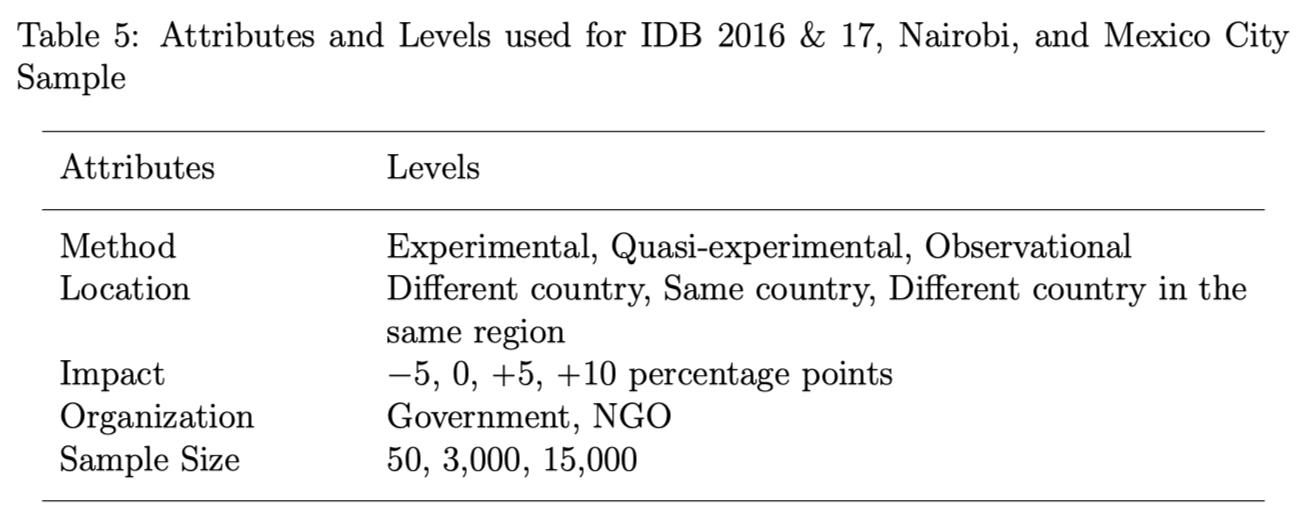 Table 5: Attributes and Levels used for IDB 2016 & 17, Nairobi, and Mexico City
Sample
Attributes Levels
Method Experimental, Quasi-experimental, Observational
Location Different country, Same country, Different country in the
same region
Impact −5, 0, +5, +10 percentage points
Organization Government, NGO
Sample Size 50, 3,000, 15,000